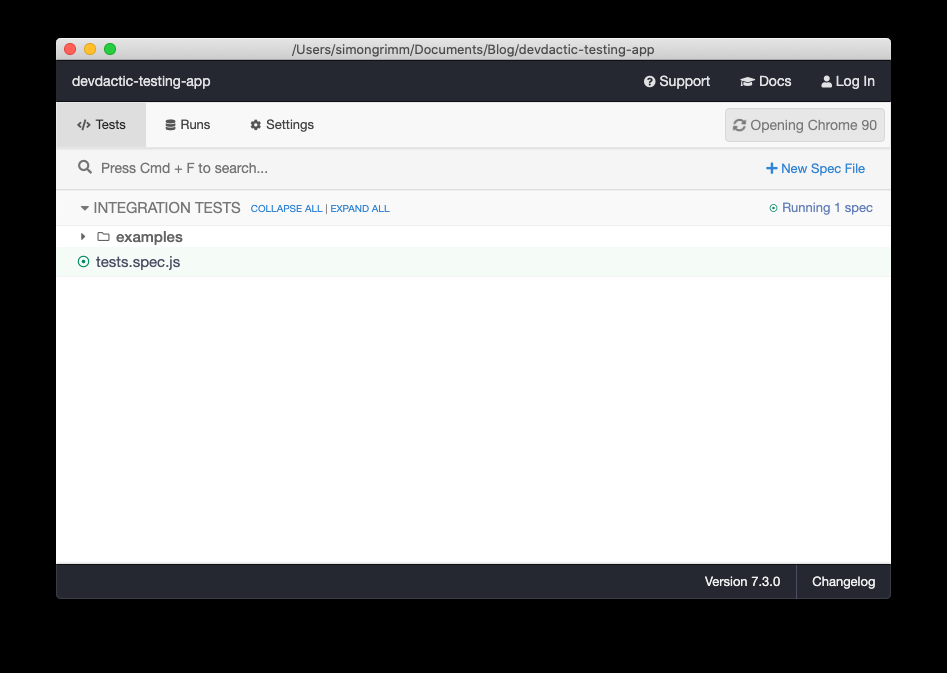 /Users/simongrimm/Documents/Blog/devdactic-testing-app
devdactic-testing-app Support Docs Log In
Tests Runs Settings Opening Chrome 90
Press Cmd + F to search... New Spec File
INTEGRATION TESTS COLLAPSE ALL | EXPAND ALL Running 1 spec
examples
tests.spec.js
Version 7.3.0 Changelog